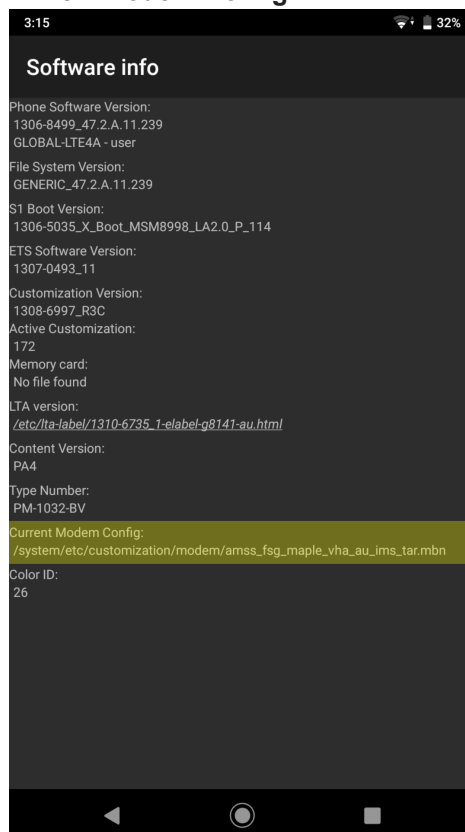 3:15
32%
Software info
Phone Software Version:
1306-8499_47.2.A.11.239
GLOBAL-LTE4A - user
File System Version:
GENERIC_47.2.A.11.239
S1 Boot Version:
1306-5035_X_Boot_MSM8998_LA2.0_P_114
ETS Software Version:
1307-0493_11
Customization Version:
1308-6997_R3C
Active Customization:
172
Memory card:
No file found
LTA version:
/etc/lta-label/1310-6735_1-elabel-g8141-au.html
Content Version:
PA4
Type Number:
PM-1032-BV
Current Modem Config:
/system/etc/customization/modem/amss_fsg_maple_vha_au_ims_tar.mbn
Color ID:
26